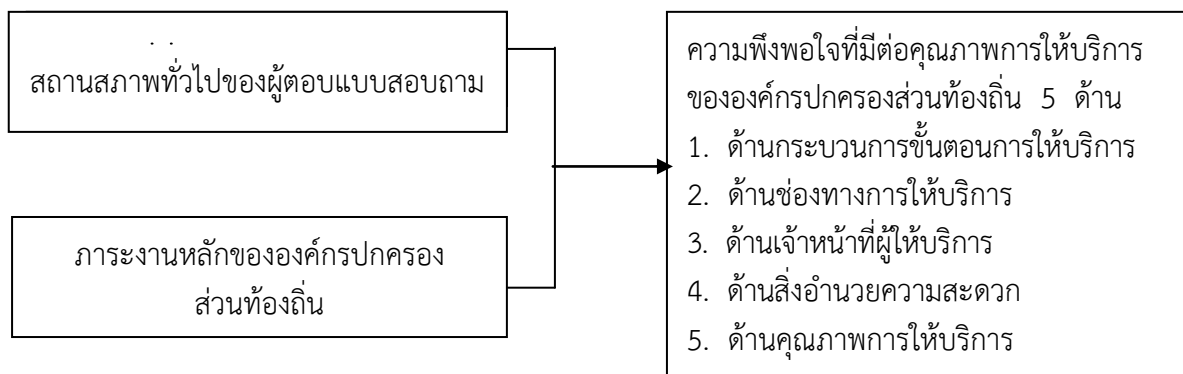 สถานสภาพทั่วไปของผู้ตอบแบบสอบถาม
ภาระงานหลักขององค์กรปกครอง
ส่วนท้องถิ่น
ความพึงพอใจที่มีต่อคุณภาพการให้บริการ
ขององค์กรปกครองส่วนท้องถิ่น 5 ด้าน
1. ด้านกระบวนการขั้นตอนการให้บริการ
2. ด้านช่องทางการให้บริการ
3. ด้านเจ้าหน้าที่ผู้ให้บริการ
4. ด้านสิ่งอำนวยความสะดวก
5. ด้านคุณภาพการให้บริการ